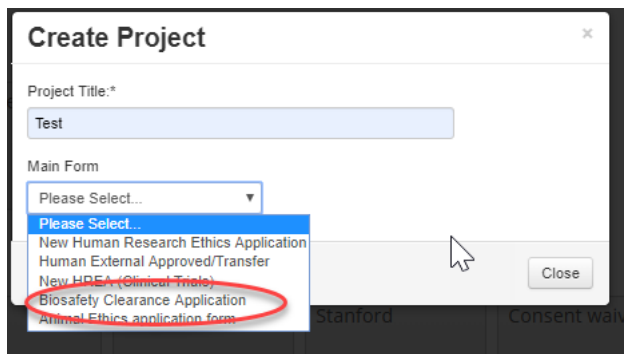 Create Project
×
Project Title:*
Test
Main Form
Please Select...
Please Select...
New Human Research Ethics Application
Human External Approved/Transfer
New HREA (Clinical Trials)
Biosafety Clearance Application
Animal Ethics application form
Close
Stanford
Consent waiv